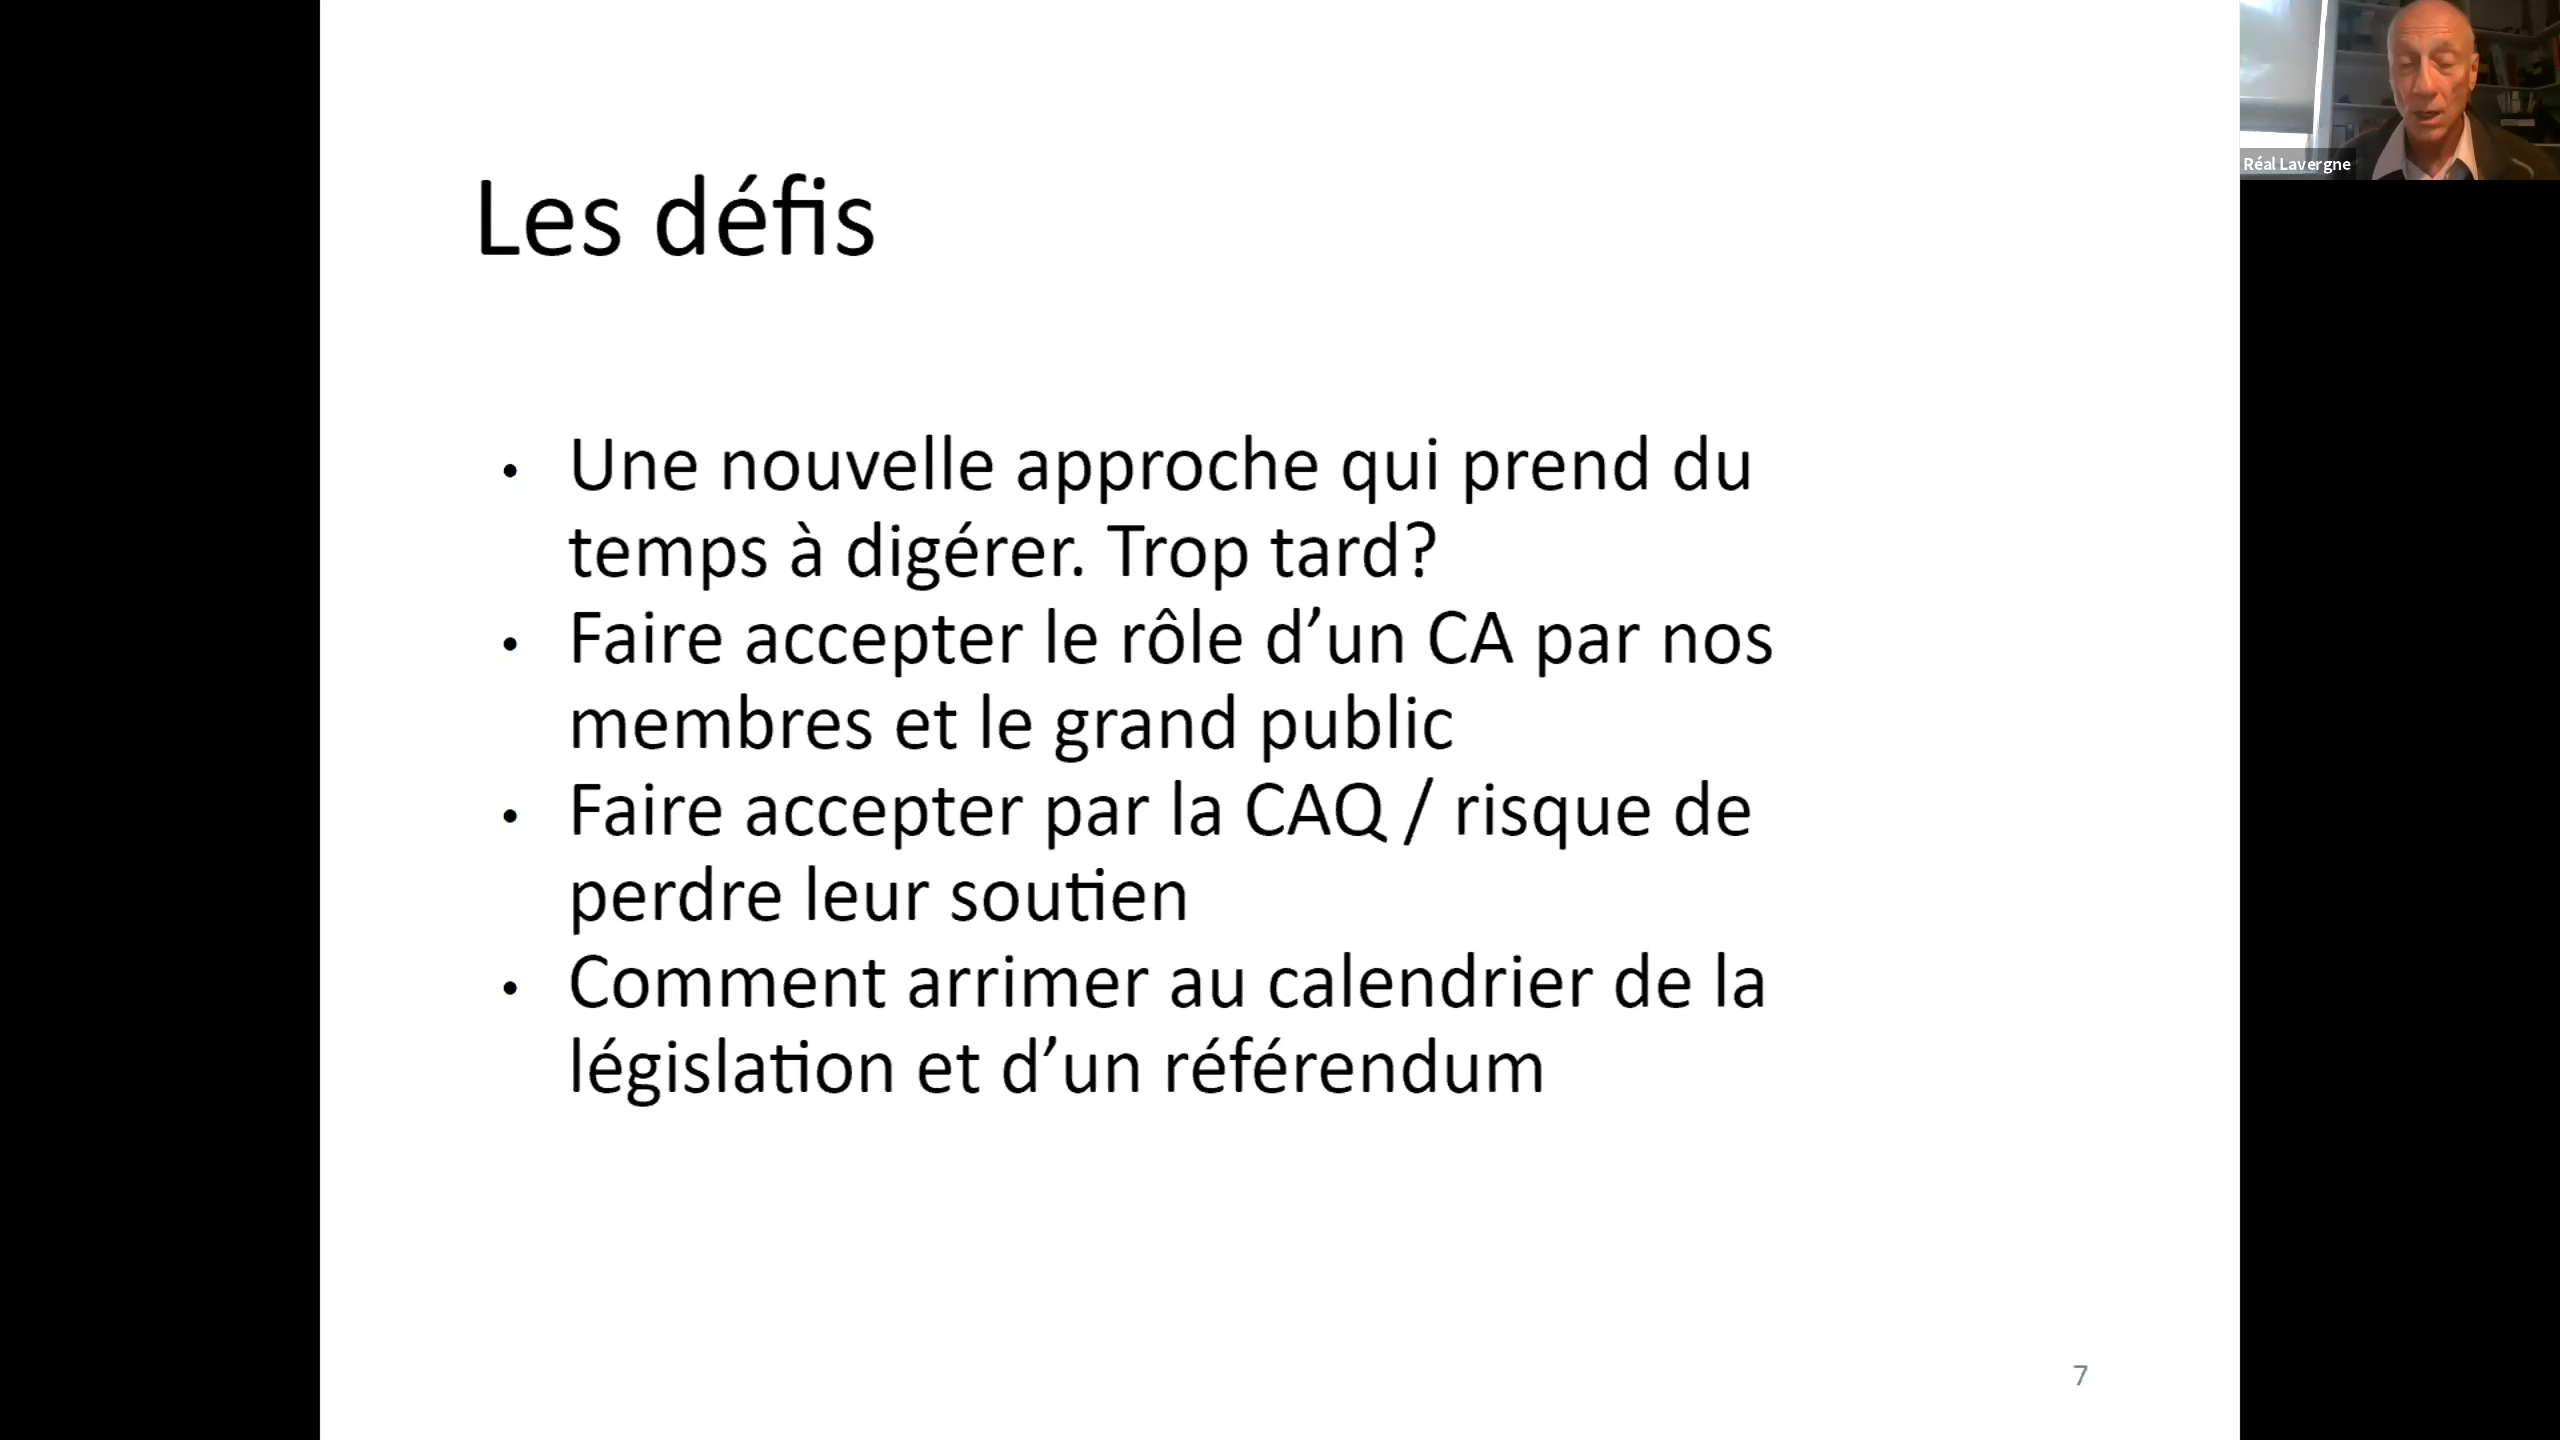 Réal Lavergne
Les défis
• Une nouvelle approche qui prend du
temps à digérer. Trop tard?
• Faire accepter le rôle d’un CA par nos
membres et le grand public
• Faire accepter par la CAQ / risque de
perdre leur soutien
• Comment arrimer au calendrier de la
législation et d’un référendum
7